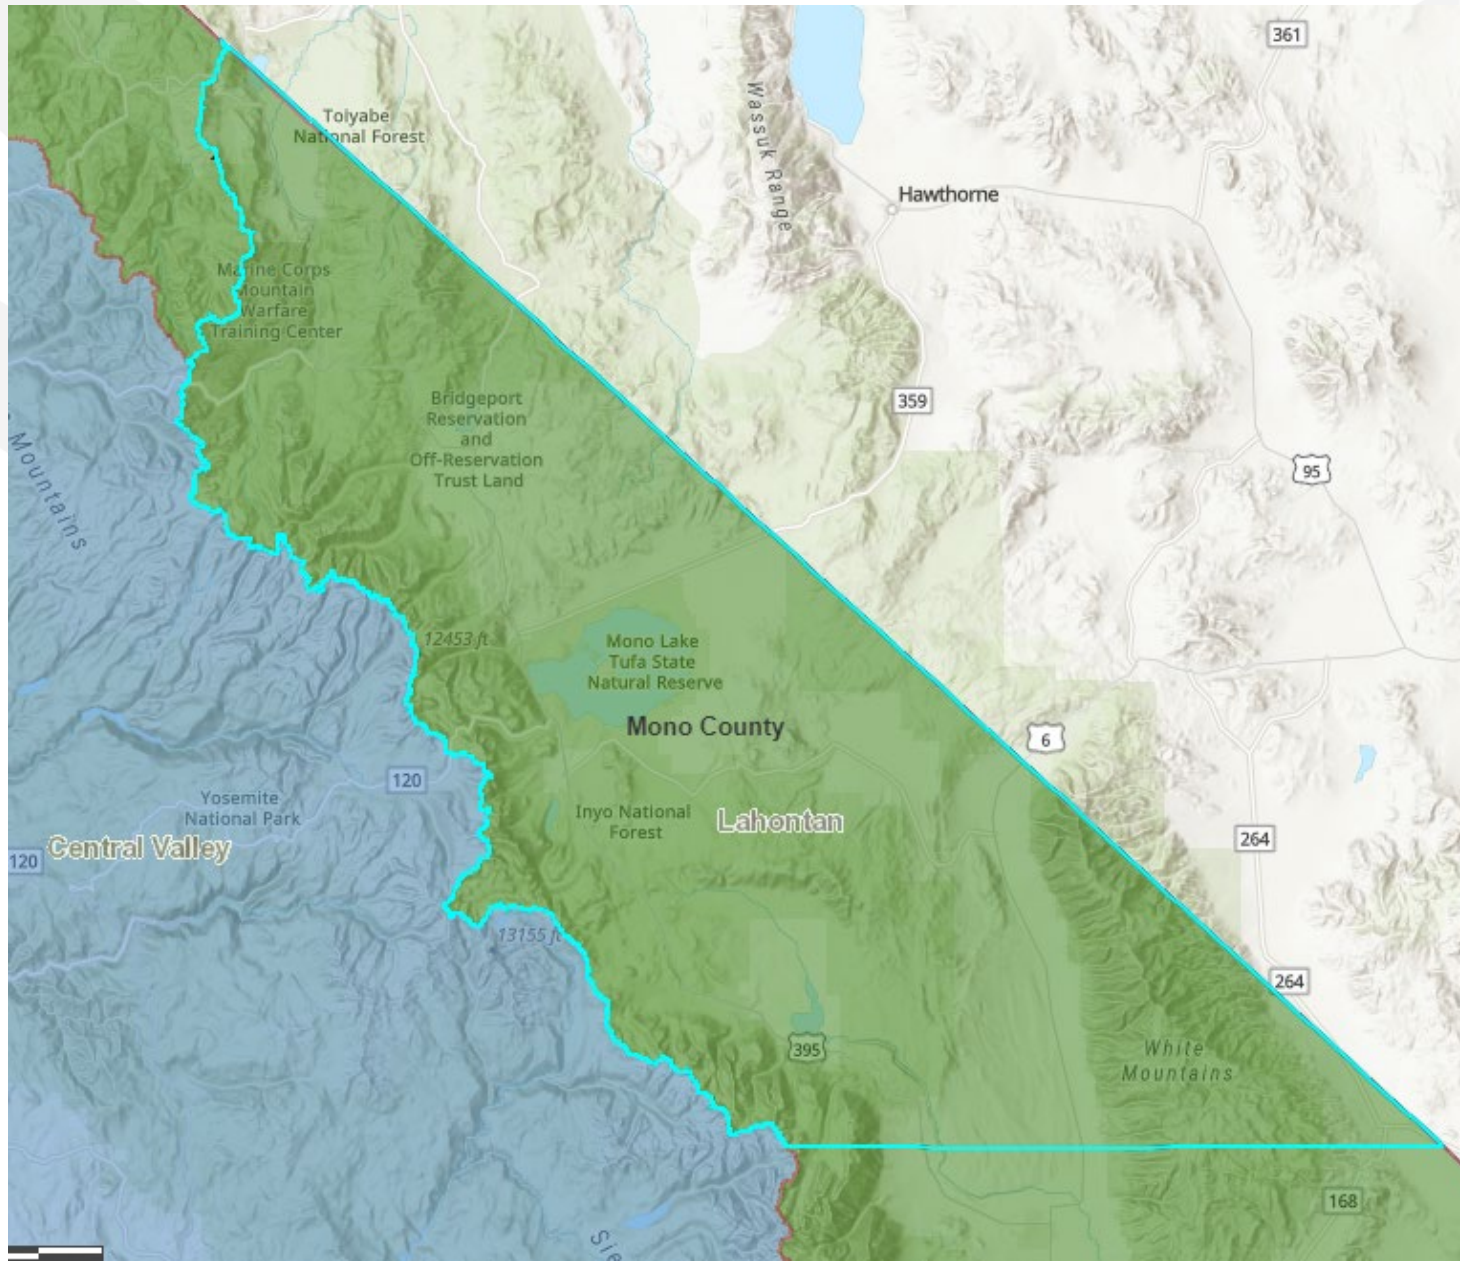 361
Toiyabe
National Forest
Wassuk Range
Hawthorne
Marine Corps
Mountain
Warfare
Training Center
359
Bridgeport
Reservation
and
Off-Reservation
Trust Land
Mountains
95
12453 ft
Mono Lake
Tufa State
Natural Reserve
Mono County
6
120
Yosemite
National Park
Inyo National
Forest
Lahontan
264
Central Valley
120
13155 ft
264
395
White
Mountains
168
Sie